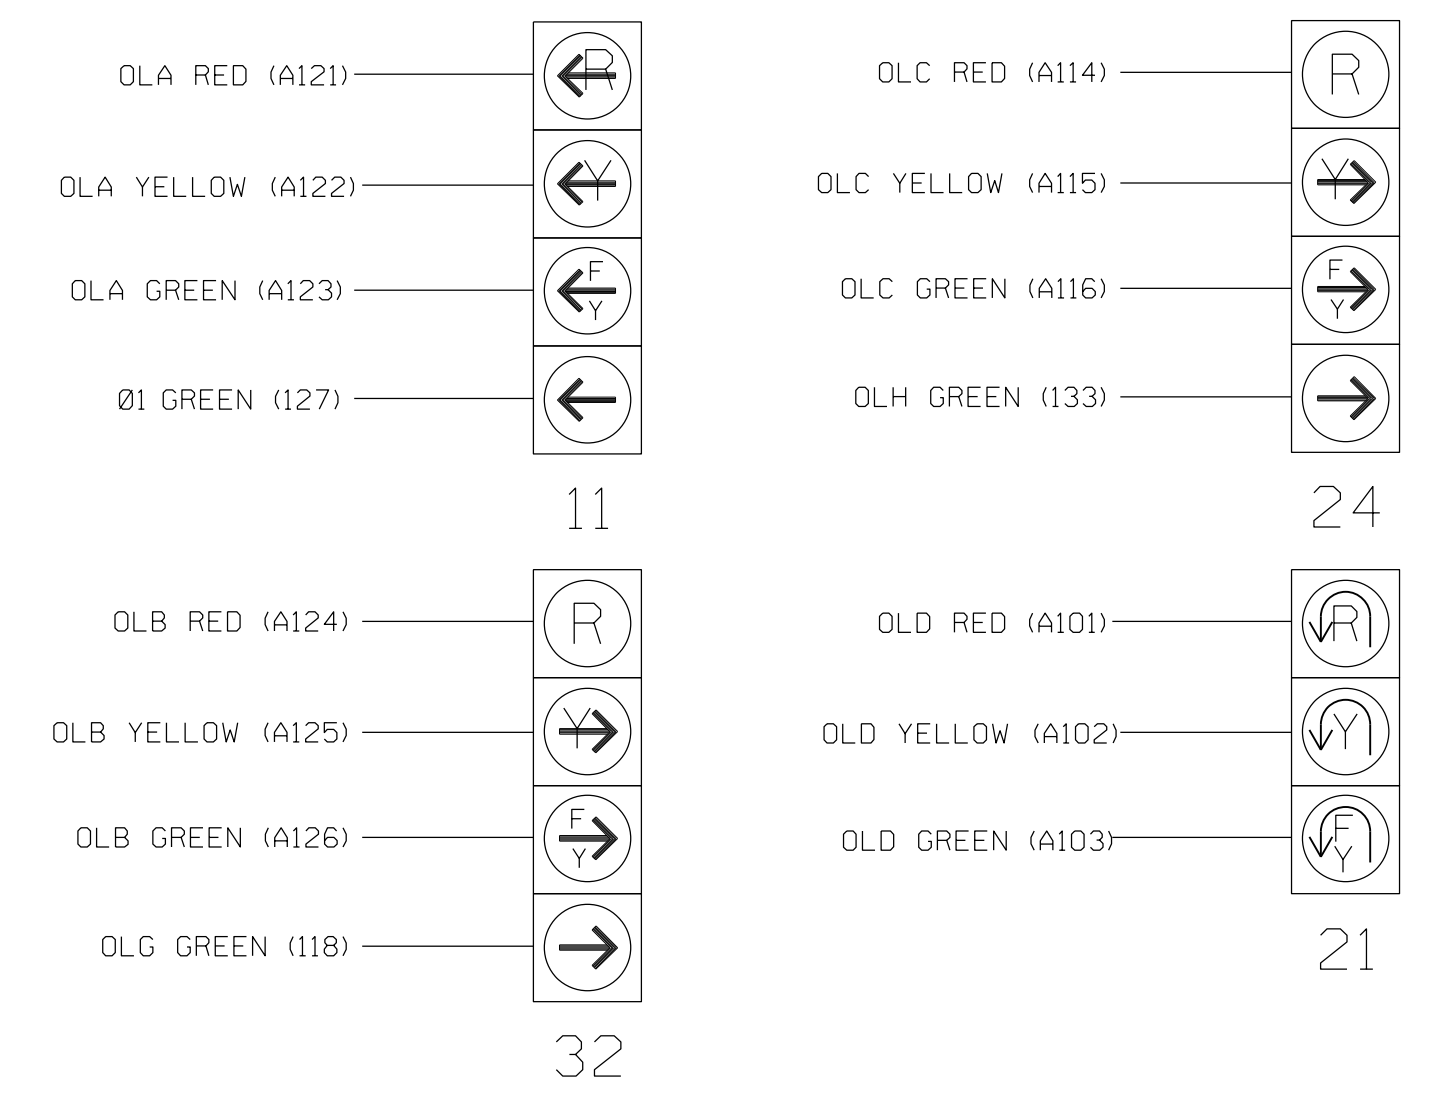 OLA RED (A121)
R
OLA YELLOW (A122)
Y
OLA GREEN (A123)
F
Y
Ø1 GREEN (127)
11
OLC RED (A114)
R
OLC YELLOW (A115)
Y
OLC GREEN (A116)
F
Y
OLH GREEN (133)
24
OLB RED (A124)
R
OLB YELLOW (A125)
Y
OLB GREEN (A126)
F
Y
OLG GREEN (118)
32
OLD RED (A101)
R
OLD YELLOW (A102)
Y
OLD GREEN (A103)
F
Y
21